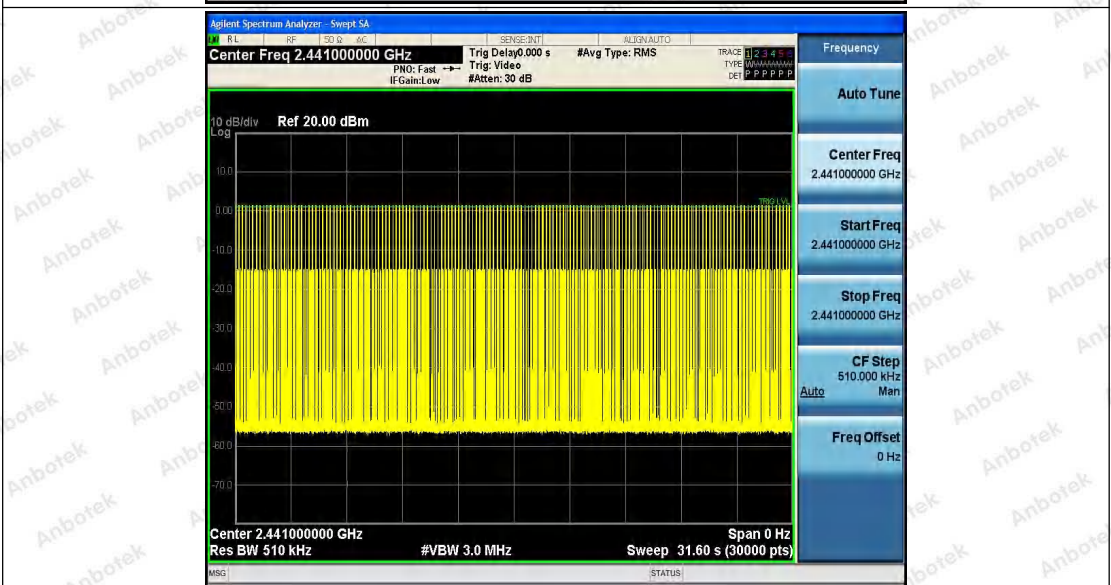 Agilent Spectrum Analyzer - Swept SA
RL RF 50 Ω AC SENSE:INT ALIGNAUTO
Center Freq 2.441000000 GHz
PNO: Fast
IFGain:Low
Trig Delay0.000 s
Trig: Video
#Atten: 30 dB
#Avg Type: RMS
TRACE 1 2 3 4 5 6
TYPE
DET P P P P P P
Frequency
Auto Tune
Center Freq
2.441000000 GHz
Start Freq
2.441000000 GHz
Stop Freq
2.441000000 GHz
CF Step
510.000 kHz
Auto Man
Freq Offset
0 Hz
10 dB/div Ref 20.00 dBm
Log
10.0
0.00
-10.0
-20.0
-30.0
-40.0
-50.0
-60.0
-70.0
TRIG LVL
Center 2.441000000 GHz Span 0 Hz
Res BW 510 kHz #VBW 3.0 MHz Sweep 31.60 s (30000 pts)
MSG STATUS
Anbotek